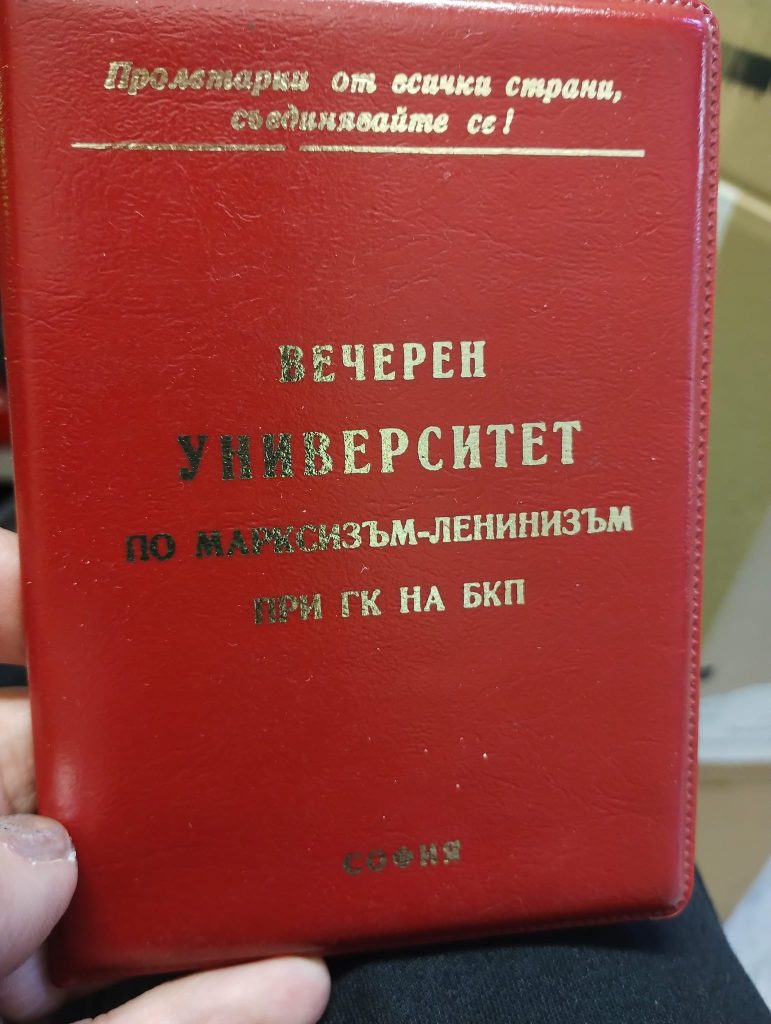 Пролетарии от всички страни,
съединявайте се!
ВЕЧЕРЕН
УНИВЕРСИТЕТ
ПО МАРКСИЗЪМ-ЛЕНИНИЗЪМ
ПРИ ГК НА БКП
СОФИЯ